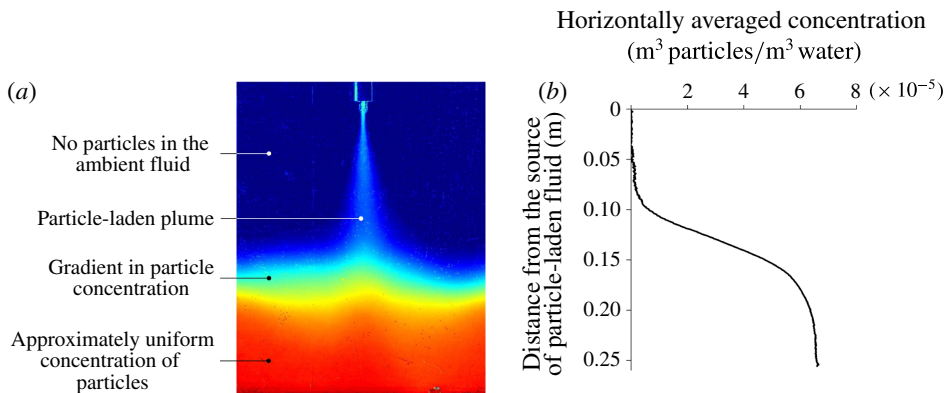 (a)
No particles in the
ambient fluid
Particle-laden plume
Gradient in particle
concentration
Approximately uniform
concentration of
particles
Horizontally averaged concentration
(m³ particles/m³ water)
(b)
2 4 6 8 (× 10⁻⁵)
0
0.05
0.10
0.15
0.20
0.25
Distance from the source
of particle-laden fluid (m)